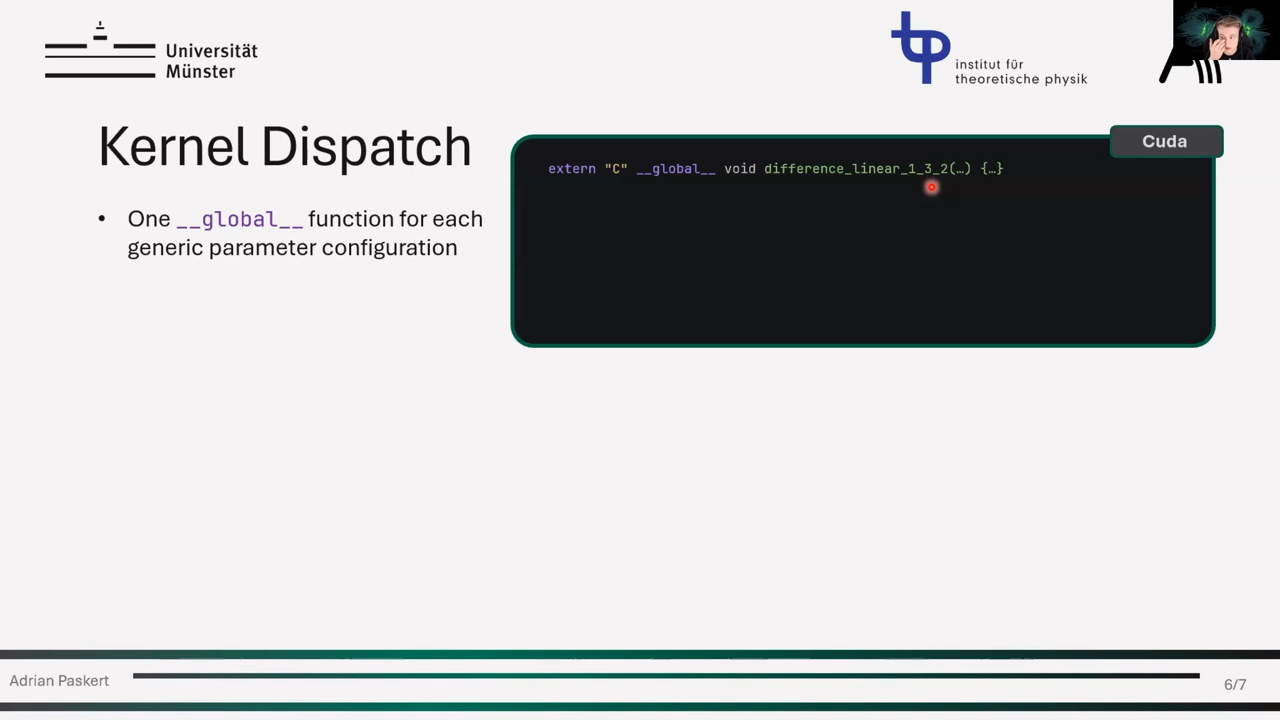 Universität
Münster
institut für
theoretische physik
Kernel Dispatch
Cuda
extern "C" __global__ void difference_linear_1_3_2(…) {…}
• One __global__ function for each
generic parameter configuration
Adrian Paskert
6/7